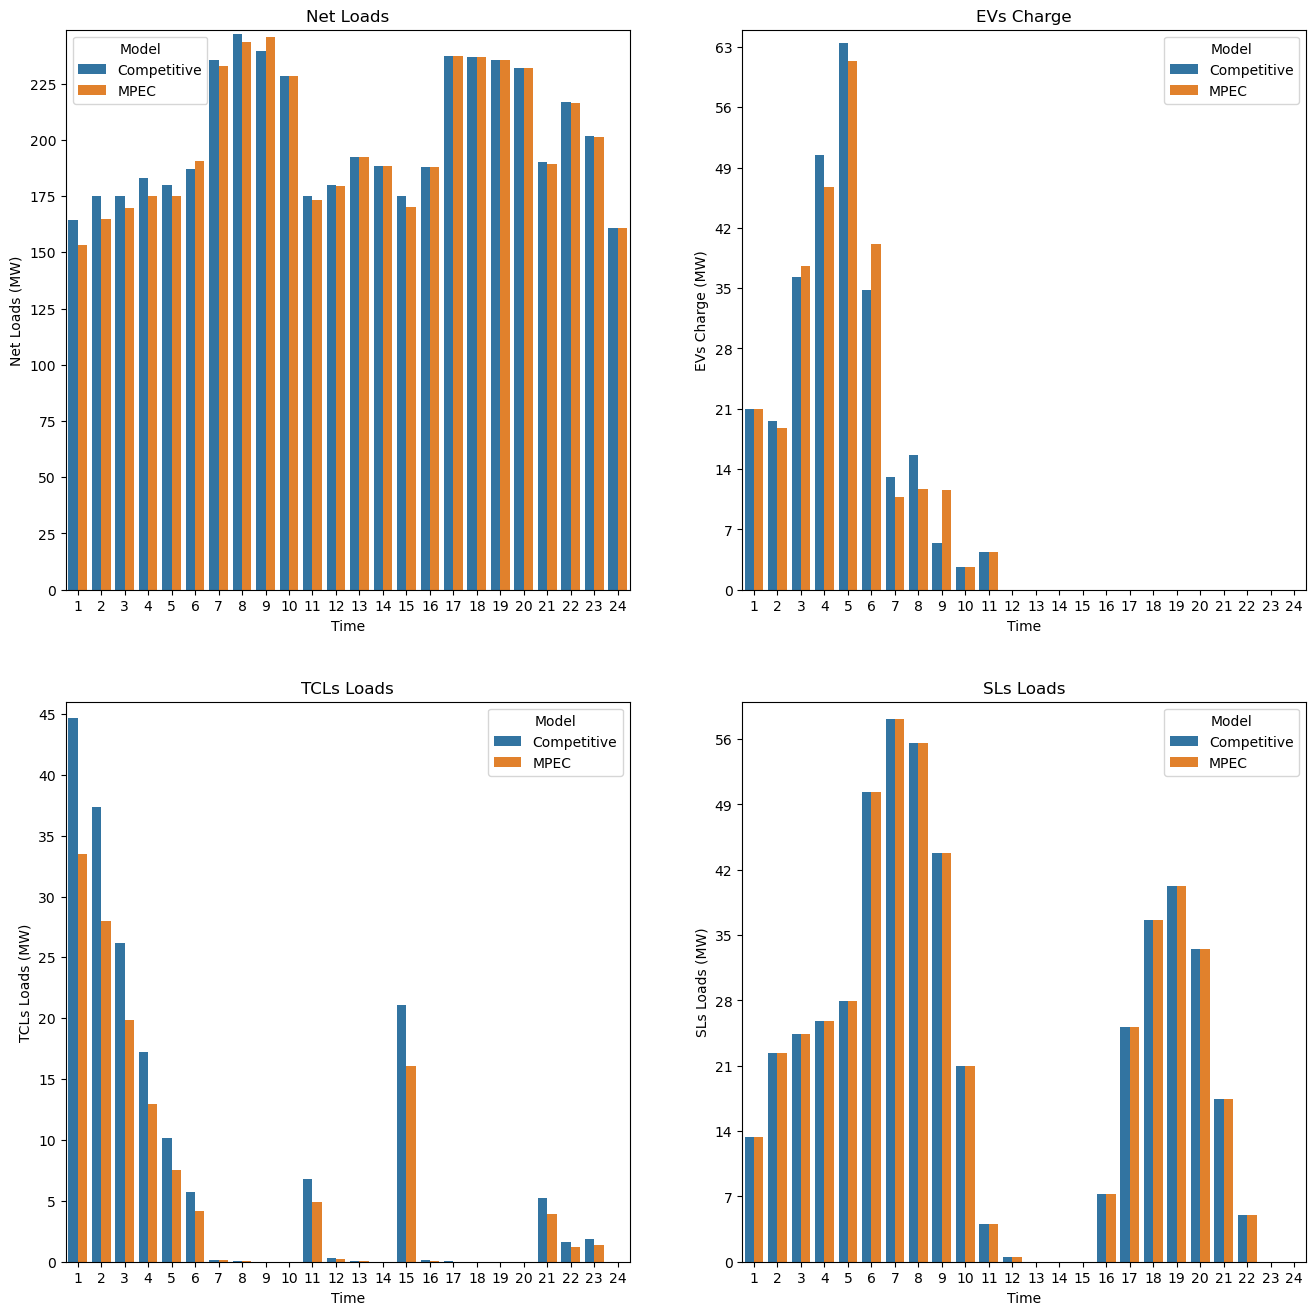 Net Loads
Model
Competitive
MPEC
225
200
175
150
125
100
75
50
25
0
Net Loads (MW)
1 2 3 4 5 6 7 8 9 10 11 12 13 14 15 16 17 18 19 20 21 22 23 24
Time
EVs Charge
Model
Competitive
MPEC
63
56
49
42
35
28
21
14
7
0
EVs Charge (MW)
1 2 3 4 5 6 7 8 9 10 11 12 13 14 15 16 17 18 19 20 21 22 23 24
Time
TCLs Loads
Model
Competitive
MPEC
45
40
35
30
25
20
15
10
5
0
TCLs Loads (MW)
1 2 3 4 5 6 7 8 9 10 11 12 13 14 15 16 17 18 19 20 21 22 23 24
Time
SLs Loads
Model
Competitive
MPEC
56
49
42
35
28
21
14
7
0
SLs Loads (MW)
1 2 3 4 5 6 7 8 9 10 11 12 13 14 15 16 17 18 19 20 21 22 23 24
Time